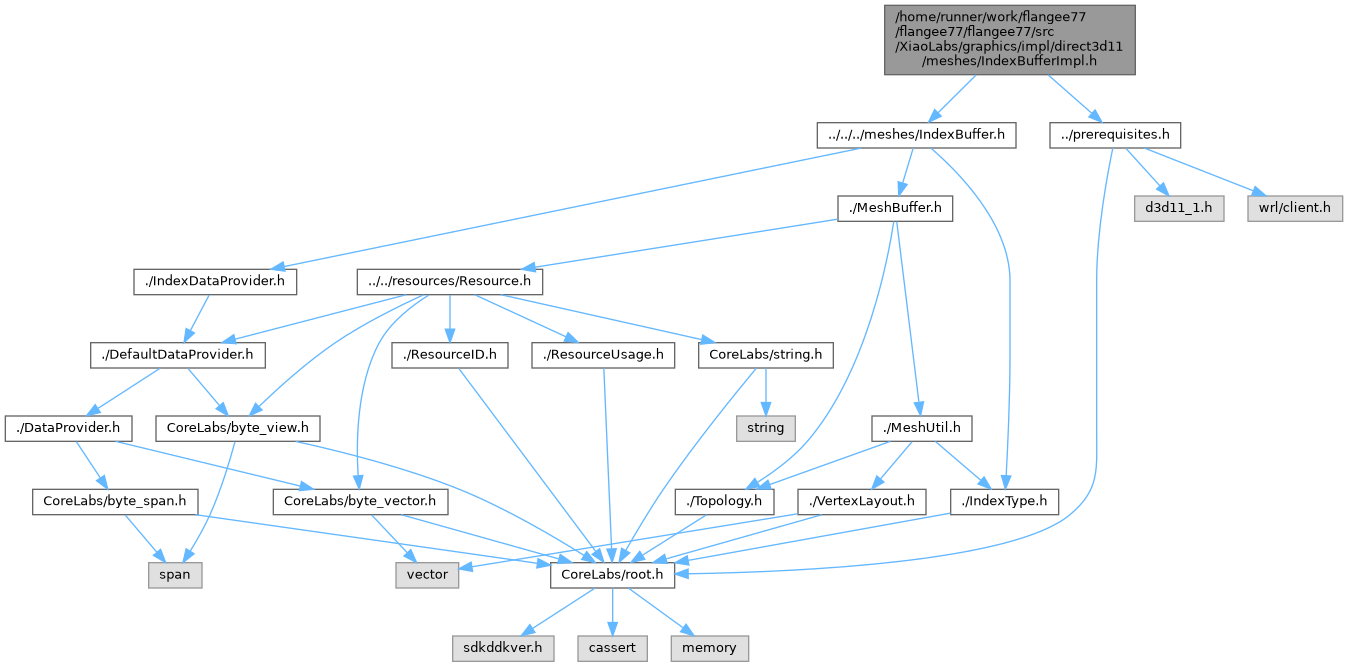 /home/runner/work/flangee77
/flangee77/flangee77/src
/XiaoLabs/graphics/impl/direct3d11
/meshes/IndexBufferImpl.h
../../../meshes/IndexBuffer.h
../prerequisites.h
./MeshBuffer.h
d3d11_1.h
wrl/client.h
./IndexDataProvider.h
../../resources/Resource.h
./DefaultDataProvider.h
./ResourceID.h
./ResourceUsage.h
CoreLabs/string.h
./DataProvider.h
CoreLabs/byte_view.h
string
./MeshUtil.h
CoreLabs/byte_span.h
CoreLabs/byte_vector.h
./Topology.h
./VertexLayout.h
./IndexType.h
span
vector
CoreLabs/root.h
sdkddkver.h
cassert
memory